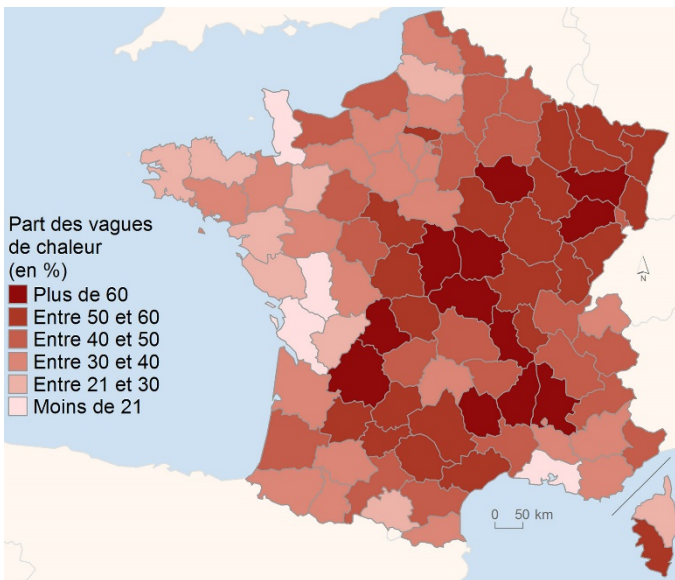 Part des vagues
de chaleur
(en %)
Plus de 60
Entre 50 et 60
Entre 40 et 50
Entre 30 et 40
Entre 21 et 30
Moins de 21
N
0 50 km